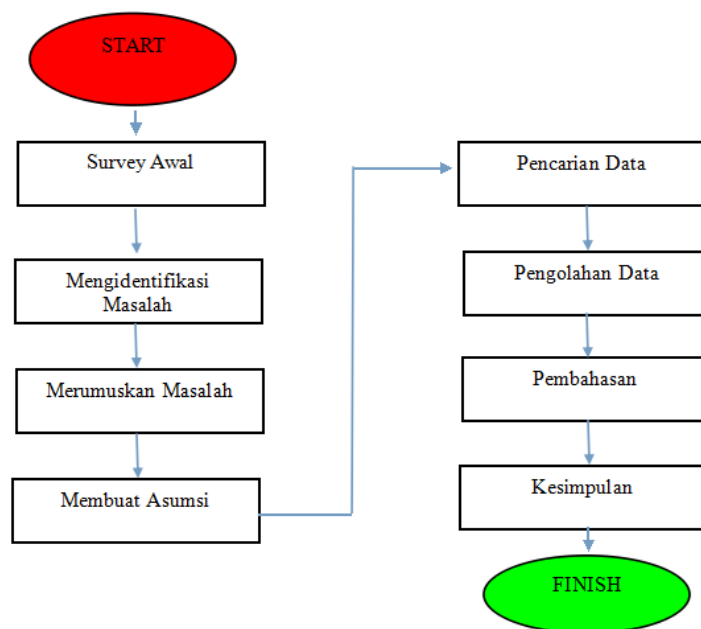 START
Survey Awal
Mengidentifikasi
Masalah
Merumuskan Masalah
Membuat Asumsi
Pencarian Data
Pengolahan Data
Pembahasan
Kesimpulan
FINISH